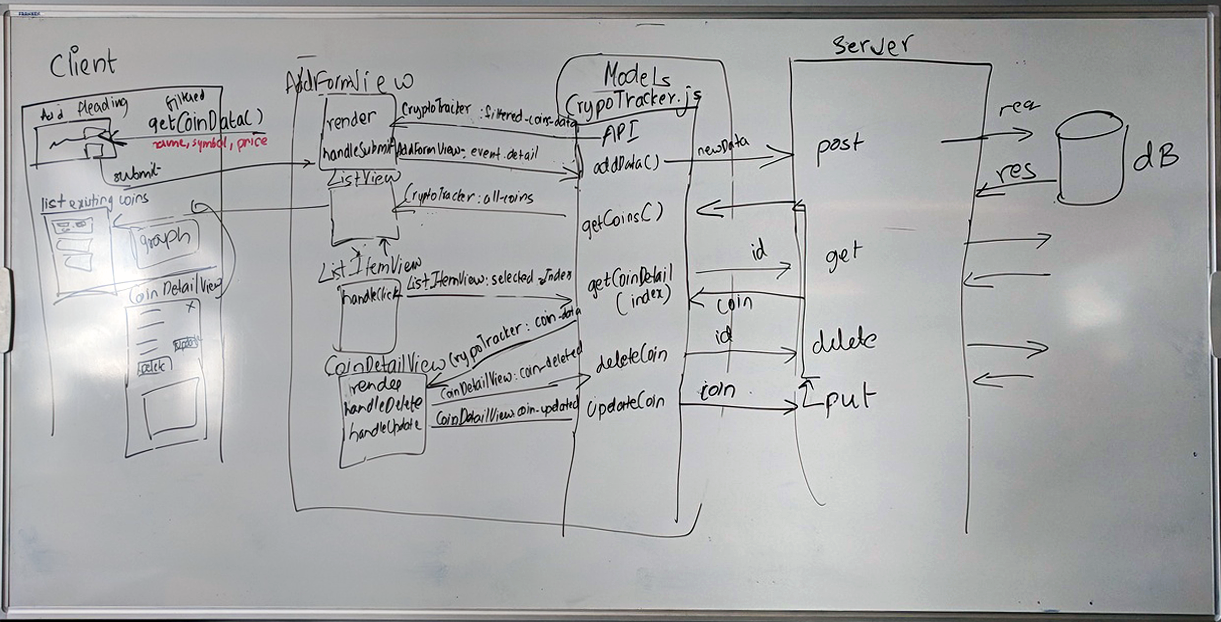 Client
Add Heading
filtered
getCoinData()
name, symbol, price
submit
list existing coins
graph
Coin DetailView
X
update
Delete
AddFormView
render
handleSubmit
CryptoTracker: filtered-coin-data
AddFormView: event.detail
ListView
CryptoTracker: all-coins
ListItemView
handleClick
ListItemView: selected-index
CryptoTracker: coin-data
CoinDetailView
render
handleDelete
handleUpdate
CoinDetailView: coin-deleted
CoinDetailView: coin-updated
Models
CrypoTracker.js
API
addData()
getCoins()
getCoinDetail
(index)
deleteCoin
UpdateCoin
newData
id
coin
id
coin
Server
post
get
delete
put
req
res
dB